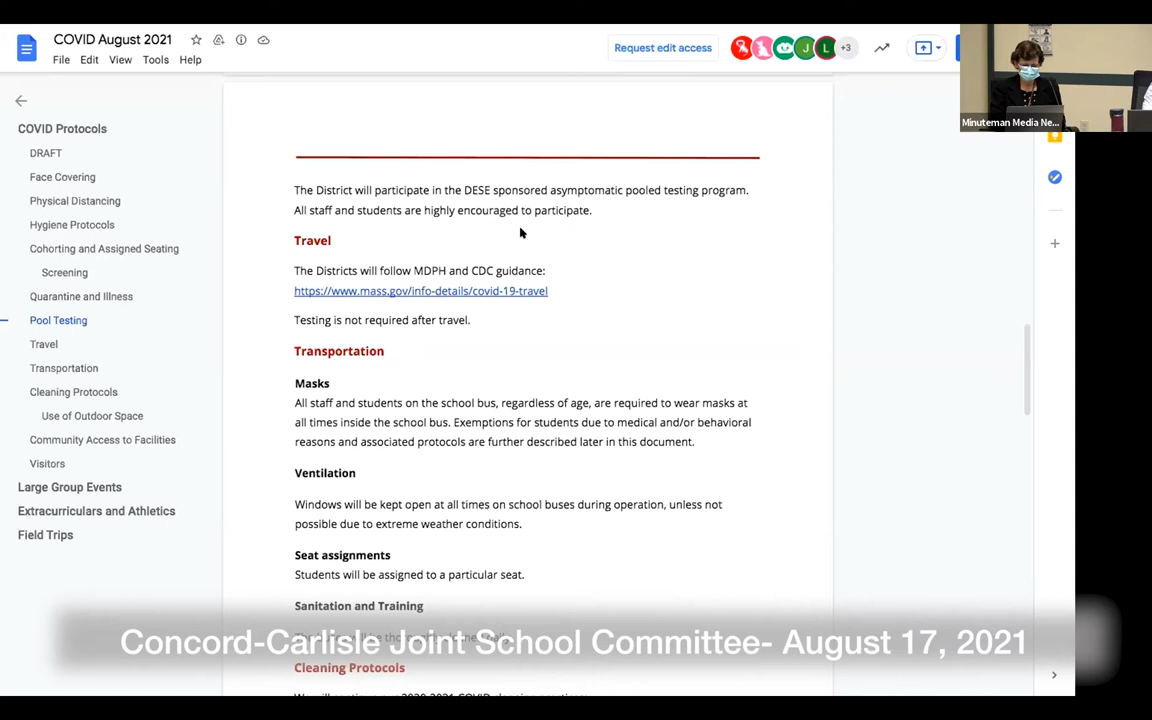 COVID August 2021
File Edit View Tools Help
Request edit access
J
L
+3
Minuteman Media Ne...
COVID Protocols
DRAFT
Face Covering
Physical Distancing
Hygiene Protocols
Cohorting and Assigned Seating
Screening
Quarantine and Illness
Pool Testing
Travel
Transportation
Cleaning Protocols
Use of Outdoor Space
Community Access to Facilities
Visitors
Large Group Events
Extracurriculars and Athletics
Field Trips
The District will participate in the DESE sponsored asymptomatic pooled testing program.
All staff and students are highly encouraged to participate.
Travel
The Districts will follow MDPH and CDC guidance:
https://www.mass.gov/info-details/covid-19-travel
Testing is not required after travel.
Transportation
Masks
All staff and students on the school bus, regardless of age, are required to wear masks at
all times inside the school bus. Exemptions for students due to medical and/or behavioral
reasons and associated protocols are further described later in this document.
Ventilation
Windows will be kept open at all times on school buses during operation, unless not
possible due to extreme weather conditions.
Seat assignments
Students will be assigned to a particular seat.
Sanitation and Training
Concord-Carlisle Joint School Committee- August 17, 2021
Cleaning Protocols